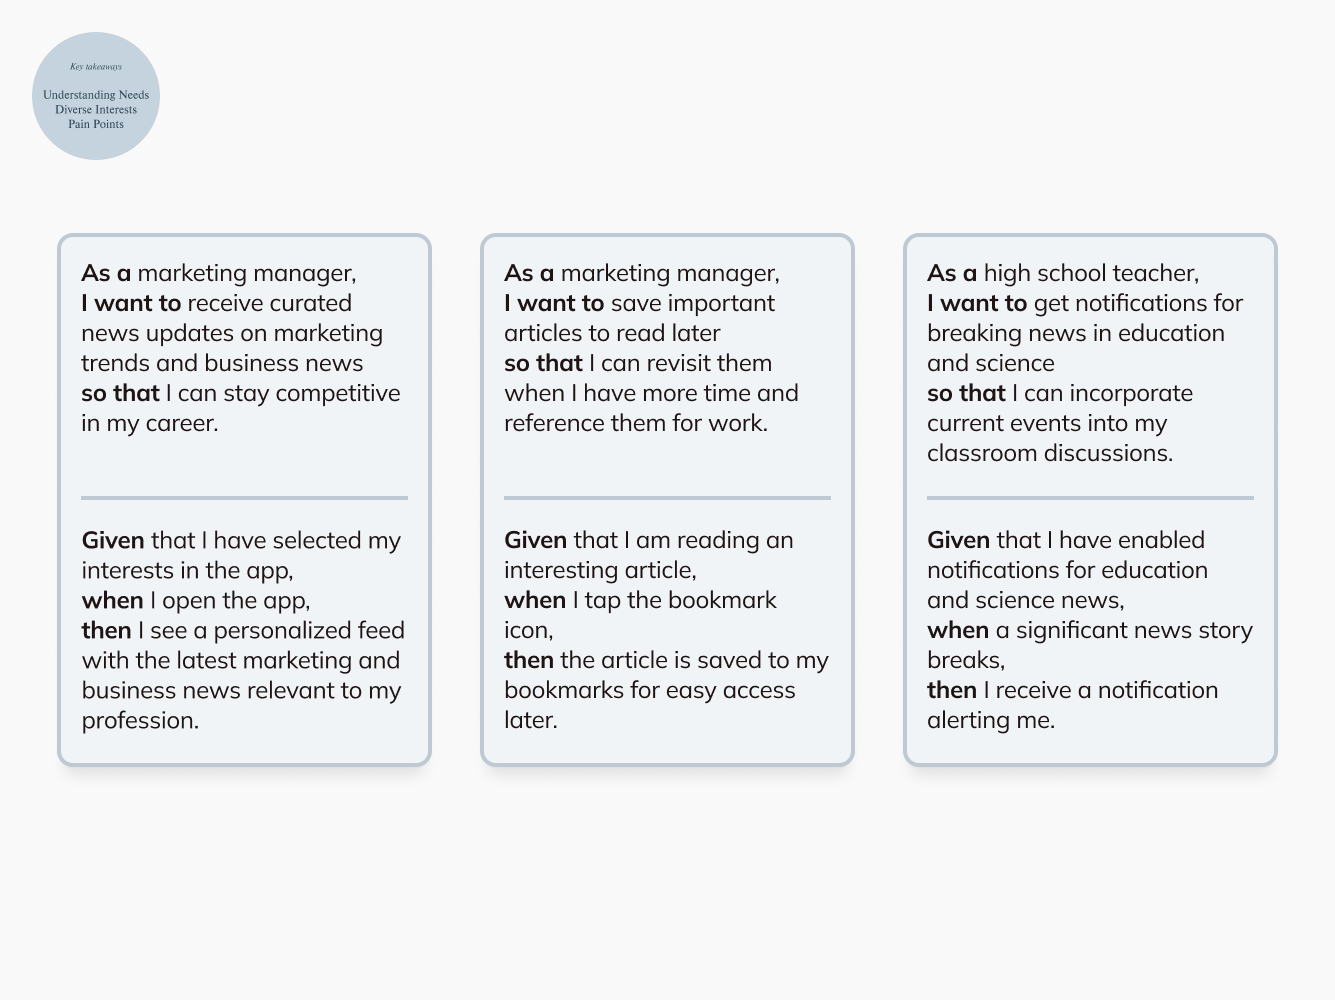 Key takeaways
Understanding Needs
Diverse Interests
Pain Points
As a marketing manager,
I want to receive curated
news updates on marketing
trends and business news
so that I can stay competitive
in my career.
Given that I have selected my
interests in the app,
when I open the app,
then I see a personalized feed
with the latest marketing and
business news relevant to my
profession.
As a marketing manager,
I want to save important
articles to read later
so that I can revisit them
when I have more time and
reference them for work.
Given that I am reading an
interesting article,
when I tap the bookmark
icon,
then the article is saved to my
bookmarks for easy access
later.
As a high school teacher,
I want to get notifications for
breaking news in education
and science
so that I can incorporate
current events into my
classroom discussions.
Given that I have enabled
notifications for education
and science news,
when a significant news story
breaks,
then I receive a notification
alerting me.